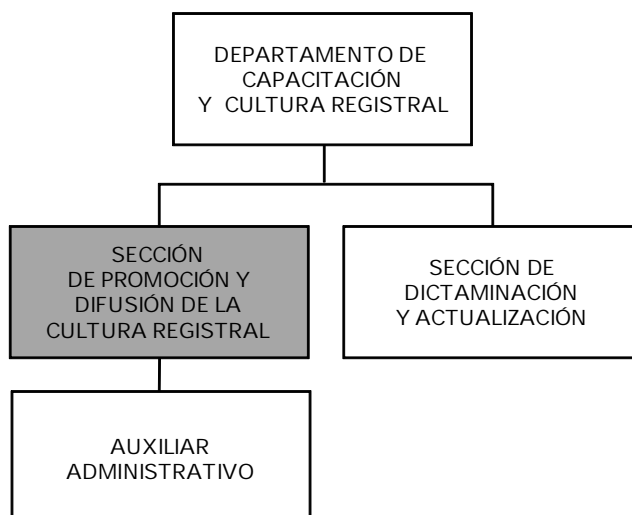 DEPARTAMENTO DE
CAPACITACIÓN
Y CULTURA REGISTRAL
SECCIÓN
DE PROMOCIÓN Y
DIFUSIÓN DE LA
CULTURA REGISTRAL
SECCIÓN DE
DICTAMINACIÓN
Y ACTUALIZACIÓN
AUXILIAR
ADMINISTRATIVO